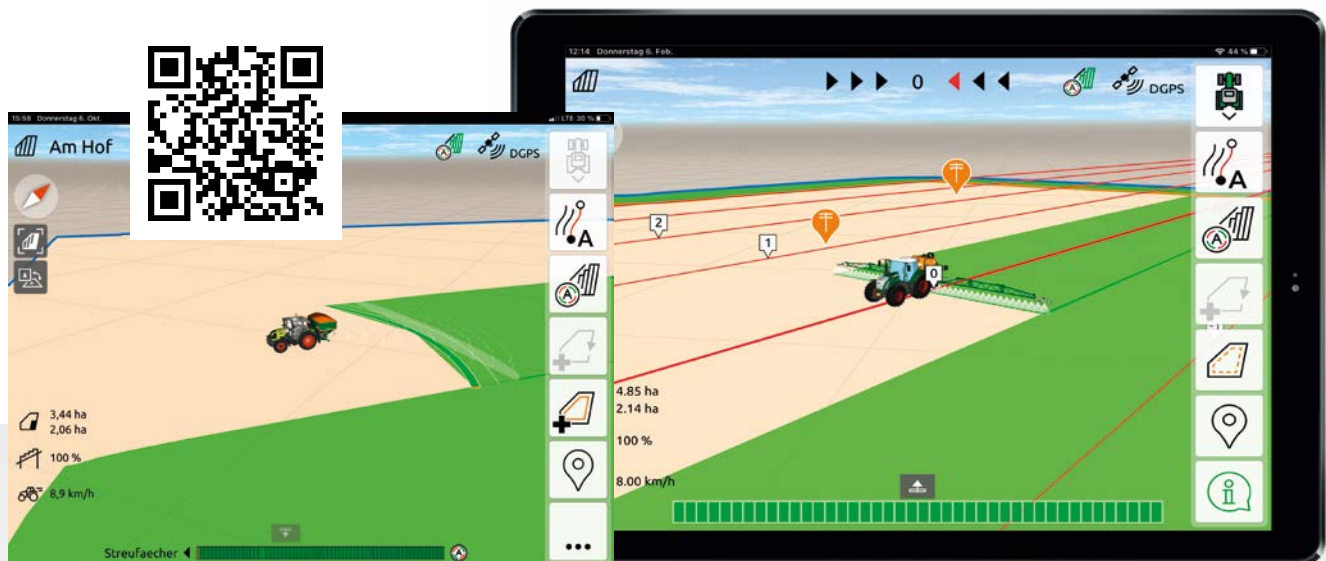 15:58 Donnerstag 6. Okt
LTE 30 %
Am Hof
DGPS
A
A
3,44 ha
2,06 ha
100 %
8,9 km/h
Streufaecher
A
12:14 Donnerstag 6. Feb.
44 %
0
DGPS
A
A
2
1
0
4.85 ha
2.14 ha
100 %
8.00 km/h